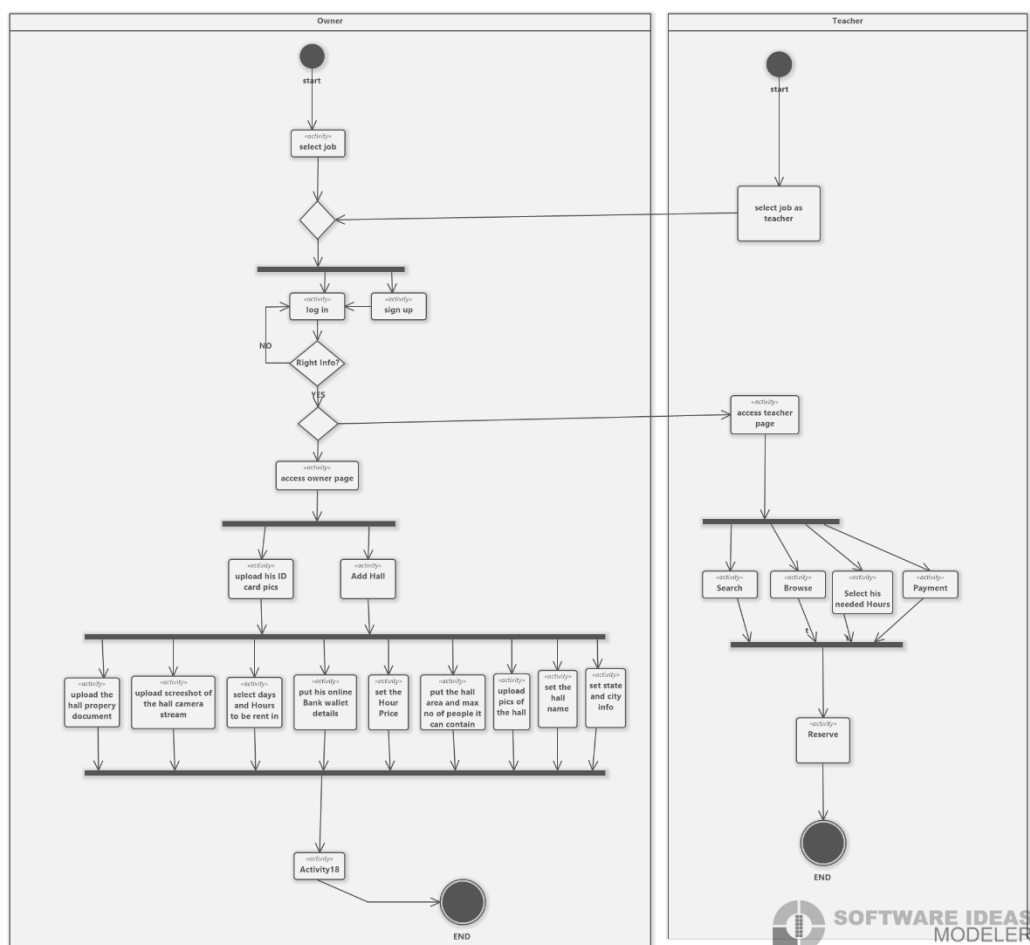 Owner
Teacher
start
start
«activity»
select job
select job as
teacher
«activity»
log in
«activity»
sign up
NO
Right Info?
YES
«activity»
access teacher
page
«activity»
access owner page
«activity»
upload his ID
card pics
«activity»
Add Hall
«activity»
Search
«activity»
Browse
«activity»
Select his
needed Hours
«activity»
Payment
«activity»
upload the
hall propery
document
«activity»
upload screeshot of
the hall camera
stream
«activity»
select days
and Hours
to be rent in
«activity»
put his online
Bank wallet
details
«activity»
set the
Hour
Price
«activity»
put the hall
area and max
no of people it
can contain
«activity»
upload
pics of
the hall
«activity»
set the
hall
name
«activity»
set state
and city
info
«activity»
Reserve
«activity»
Activity18
END
END
SOFTWARE IDEAS
MODELER